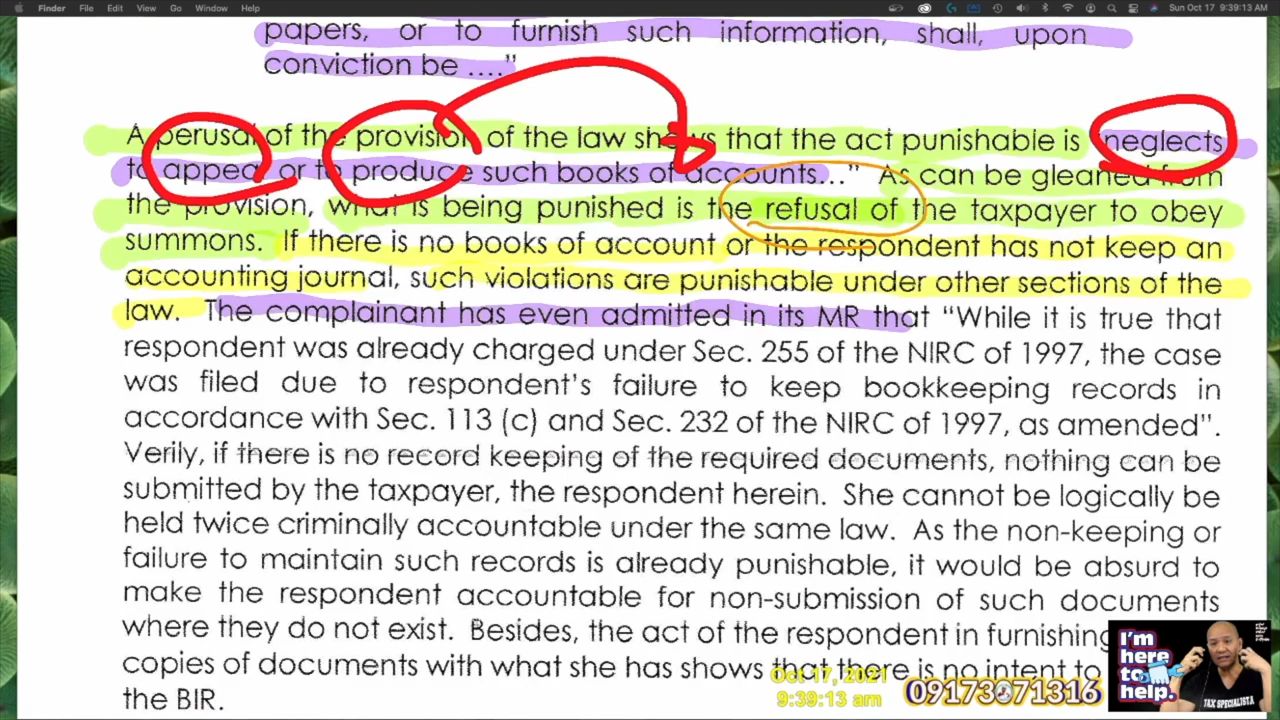 Finder File Edit View Go Window Help Sun Oct 17 9:39:13 AM
papers, or to furnish such information, shall, upon
conviction be ....”
A perusal of the provision of the law shows that the act punishable is neglects
to appear or to produce such books of accounts...” As can be gleaned from
the provision, what is being punished is the refusal of the taxpayer to obey
summons. If there is no books of account or the respondent has not keep an
accounting journal, such violations are punishable under other sections of the
law. The complainant has even admitted in its MR that “While it is true that
respondent was already charged under Sec. 255 of the NIRC of 1997, the case
was filed due to respondent’s failure to keep bookkeeping records in
accordance with Sec. 113 (c) and Sec. 232 of the NIRC of 1997, as amended”.
Verily, if there is no record keeping of the required documents, nothing can be
submitted by the taxpayer, the respondent herein. She cannot be logically be
held twice criminally accountable under the same law. As the non-keeping or
failure to maintain such records is already punishable, it would be absurd to
make the respondent accountable for non-submission of such documents
where they do not exist. Besides, the act of the respondent in furnishing
copies of documents with what she has shows that there is no intent to
the BIR.
Oct 17, 2021
9:39:13 am
09173071316
I'm
here
to
help.
TAX SPECIALISTA